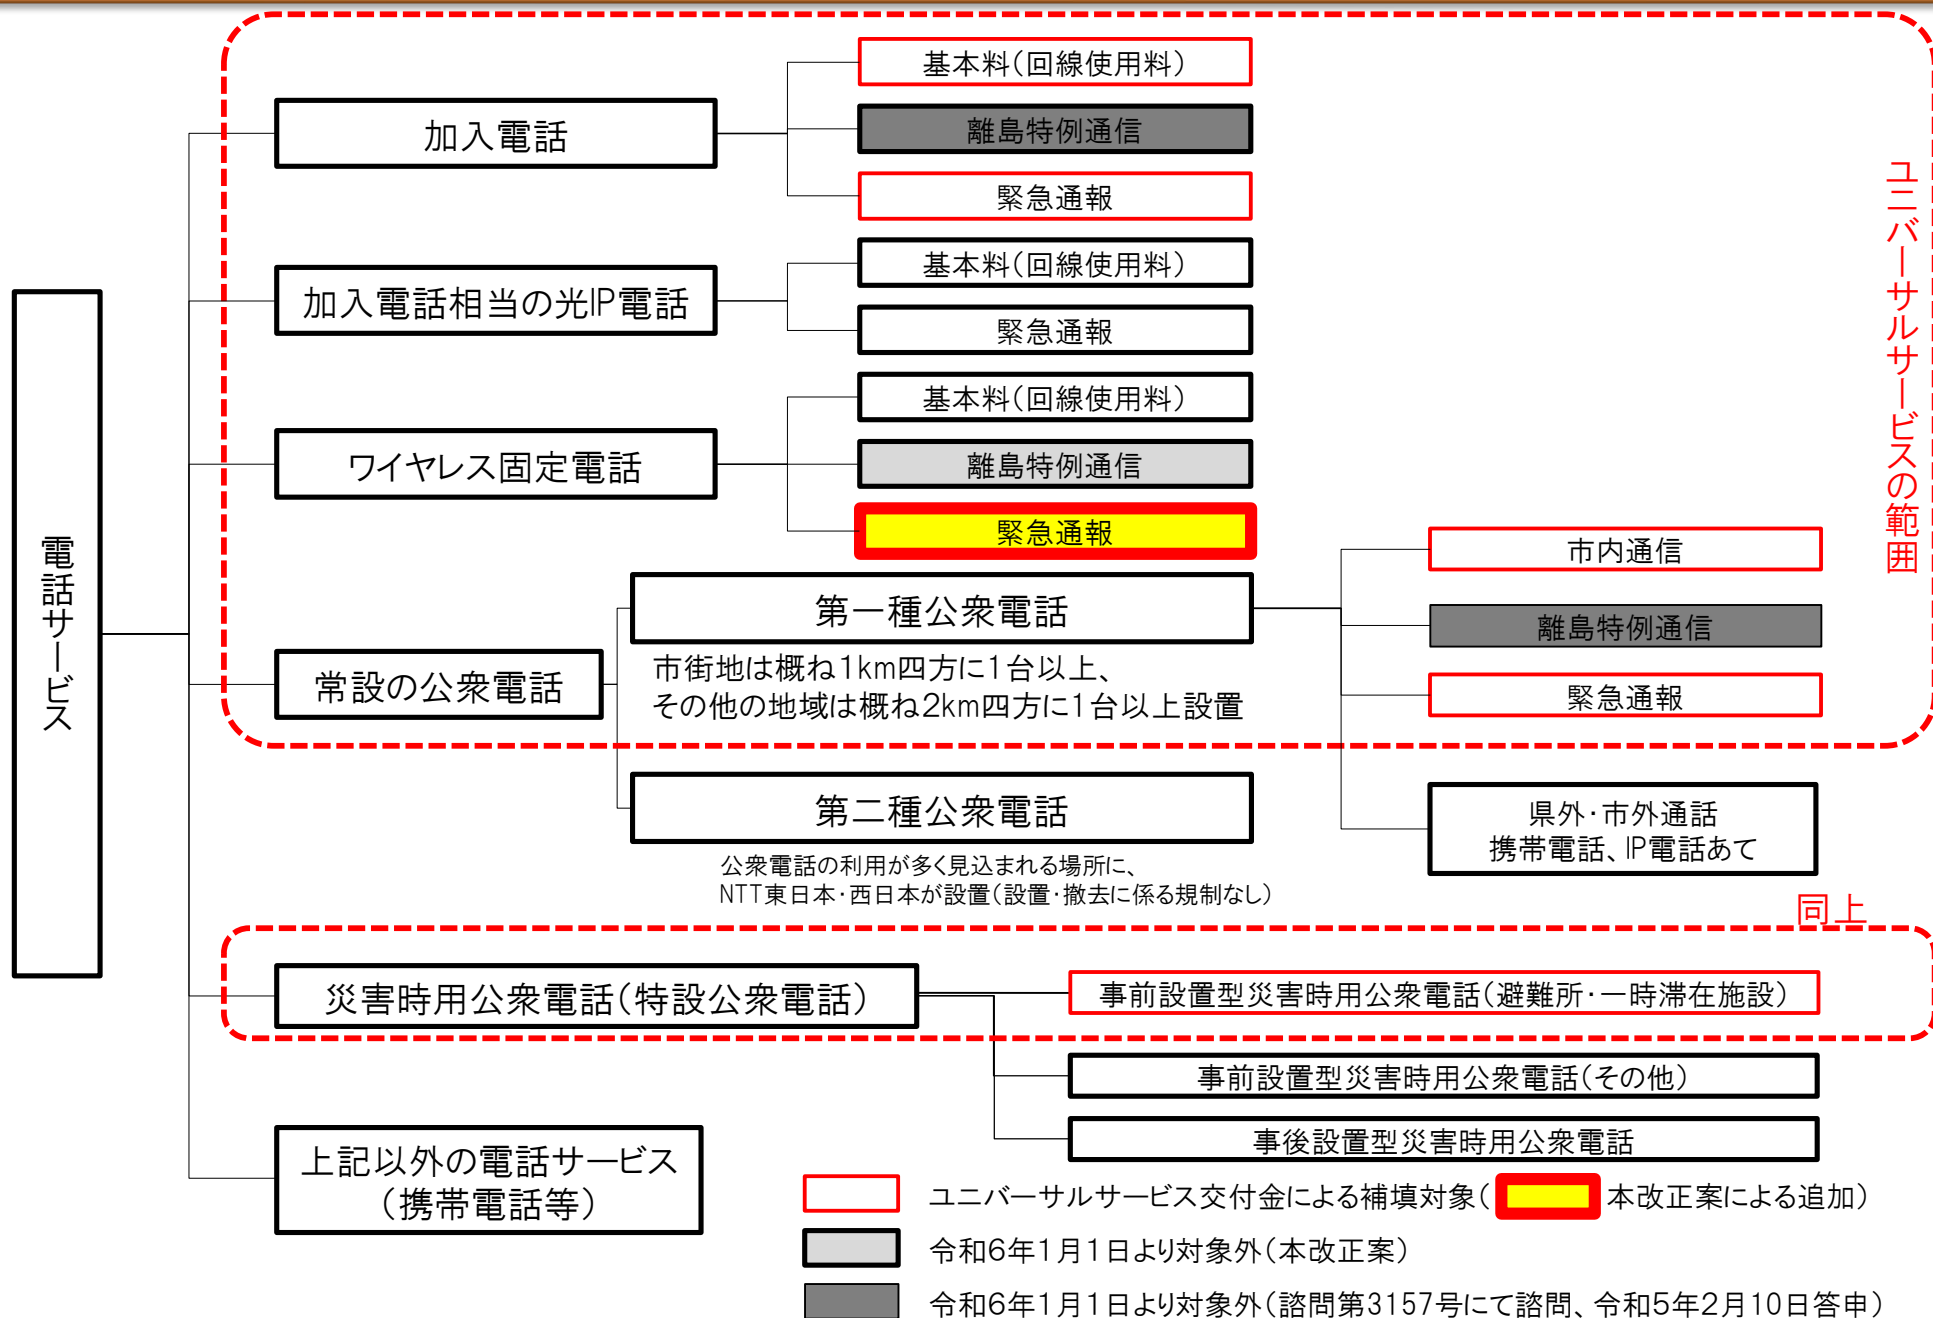 電話サービス
加入電話
基本料(回線使用料)
離島特例通信
緊急通報
加入電話相当の光IP電話
基本料(回線使用料)
緊急通報
ワイヤレス固定電話
基本料(回線使用料)
離島特例通信
緊急通報
常設の公衆電話
第一種公衆電話
市街地は概ね1km四方に1台以上、
その他の地域は概ね2km四方に1台以上設置
市内通信
離島特例通信
緊急通報
県外・市外通話
携帯電話、IP電話あて
ユニバーサルサービスの範囲
第二種公衆電話
公衆電話の利用が多く見込まれる場所に、
NTT東日本・西日本が設置(設置・撤去に係る規制なし)
同上
災害時用公衆電話(特設公衆電話)
事前設置型災害時用公衆電話(避難所・一時滞在施設)
事前設置型災害時用公衆電話(その他)
事後設置型災害時用公衆電話
上記以外の電話サービス
(携帯電話等)
ユニバーサルサービス交付金による補填対象( 本改正案による追加)
令和6年1月1日より対象外(本改正案)
令和6年1月1日より対象外(諮問第3157号にて諮問、令和5年2月10日答申)